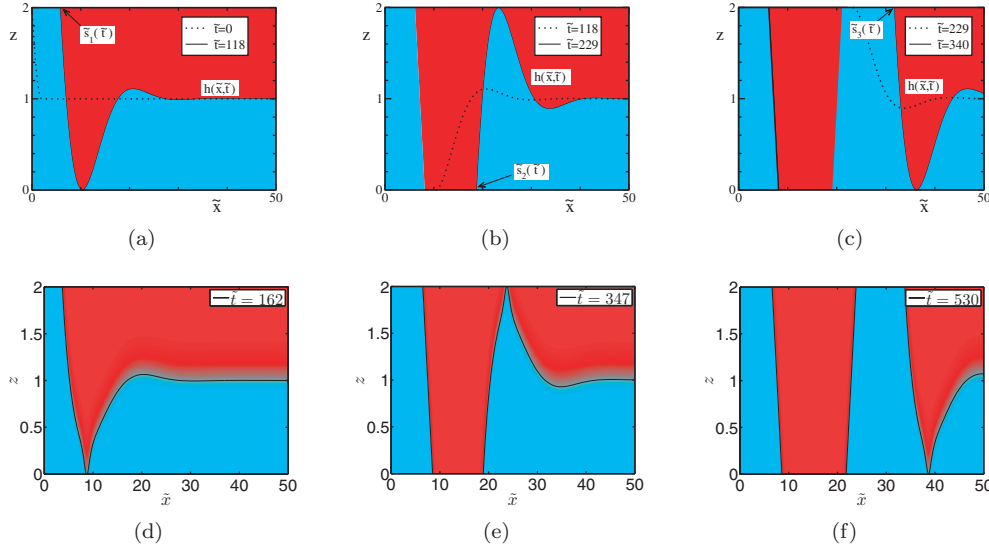 2
z
1
0
0
50
x̃
s̃₁(t̃)
t̃=0
t̃=118
h(x̃,t̃)
(a)
2
z
1
0
0
50
x̃
s̃₂(t̃)
t̃=118
t̃=229
h(x̃,t̃)
(b)
2
z
1
0
0
50
x̃
s̃₃(t̃)
t̃=229
t̃=340
h(x̃,t̃)
(c)
2
1.5
z
1
0.5
0
0 10 20 30 40 50
x̃
t̃ = 162
(d)
2
1.5
z
1
0.5
0
0 10 20 30 40 50
x̃
t̃ = 347
(e)
2
1.5
z
1
0.5
0
0 10 20 30 40 50
x̃
t̃ = 530
(f)